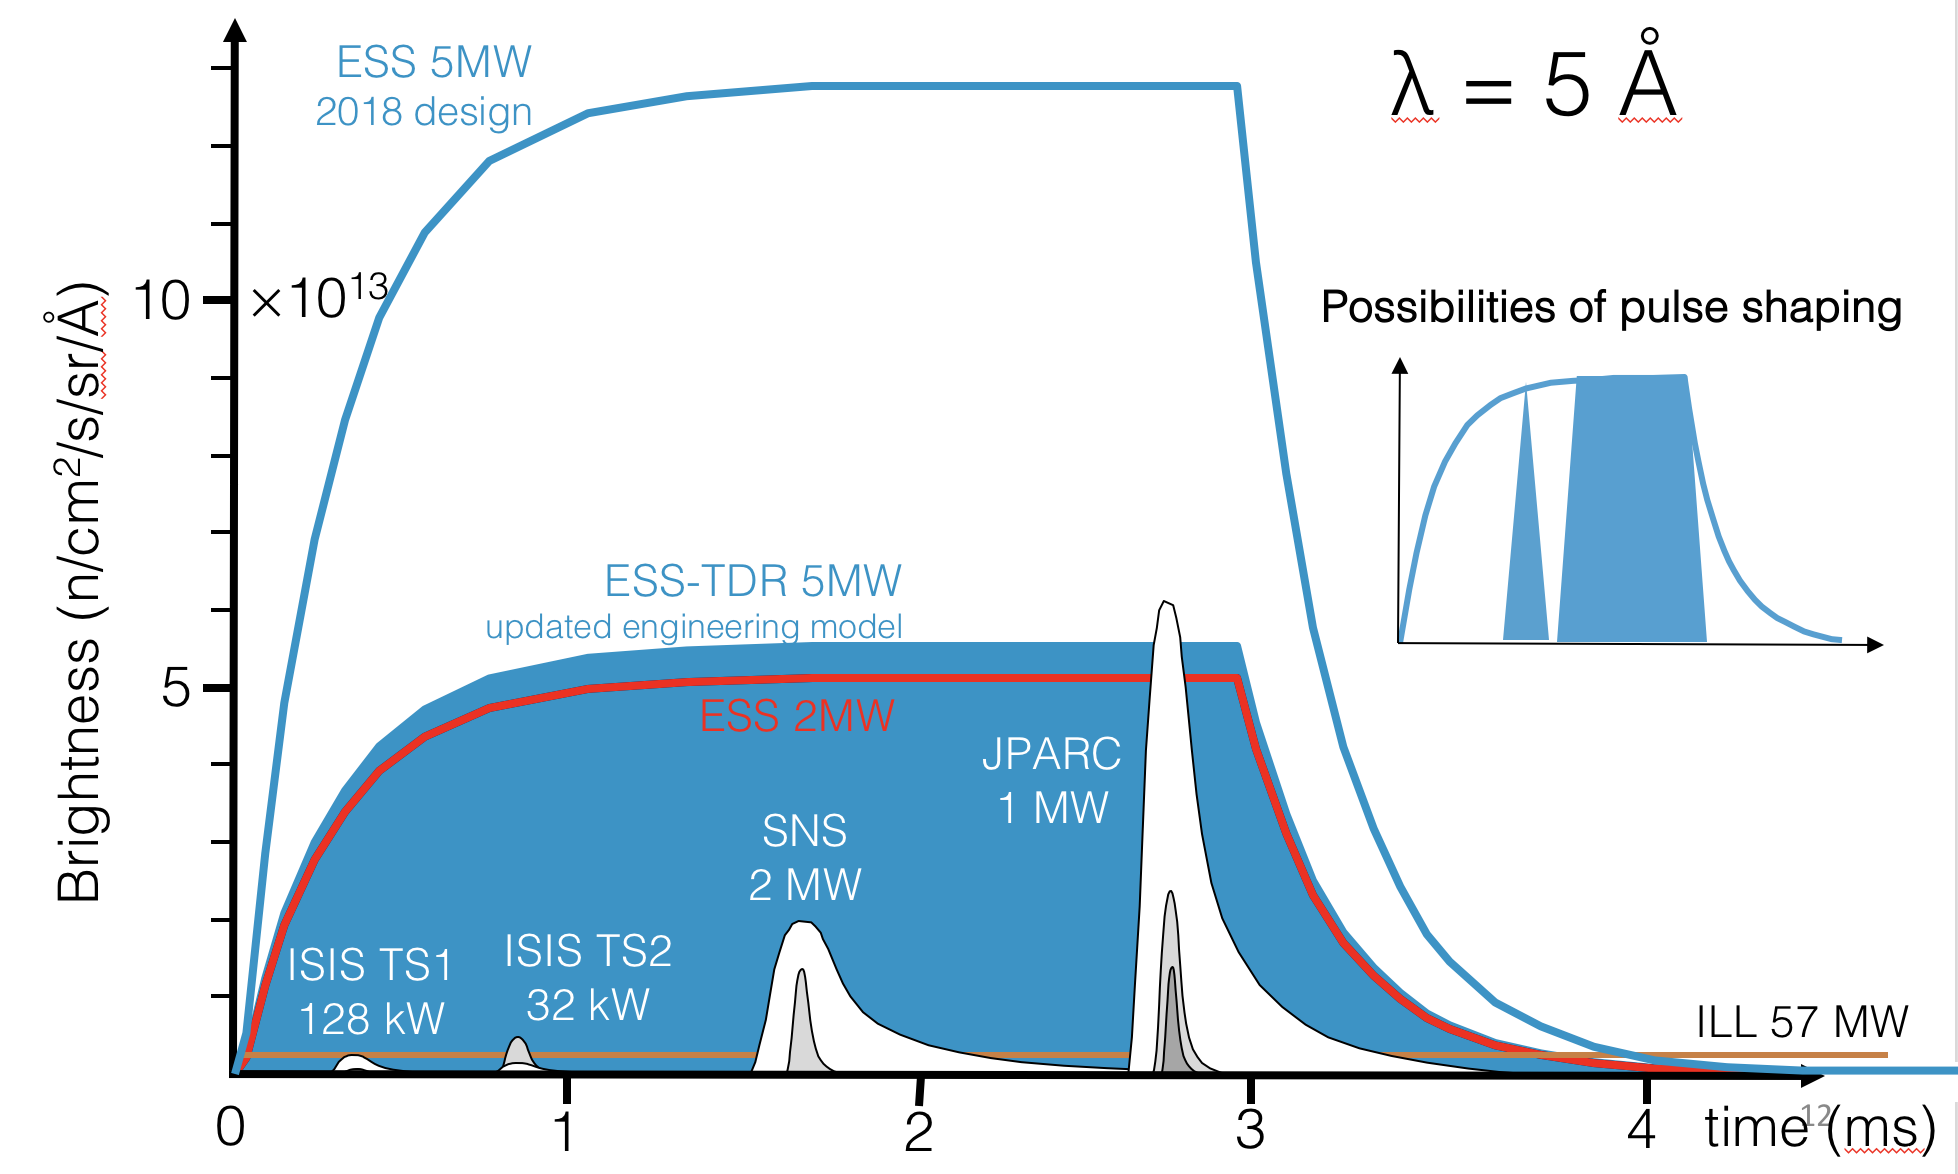 ESS 5MW
2018 design
λ = 5 Å
Brightness (n/cm²/s/sr/Å)
10
×10¹³
Possibilities of pulse shaping
ESS-TDR 5MW
updated engineering model
5
ESS 2MW
JPARC
1 MW
SNS
2 MW
ISIS TS1
128 kW
ISIS TS2
32 kW
ILL 57 MW
0
1
2
3
4
time (ms)
12